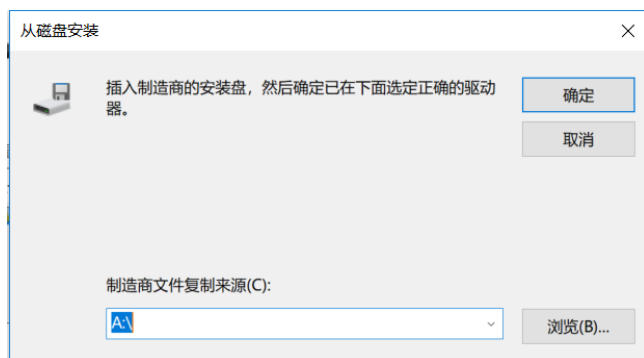 从磁盘安装
插入制造商的安装盘，然后确定已在下面选定正确的驱动
器。
确定
取消
制造商文件复制来源(C):
A:\
浏览(B)...